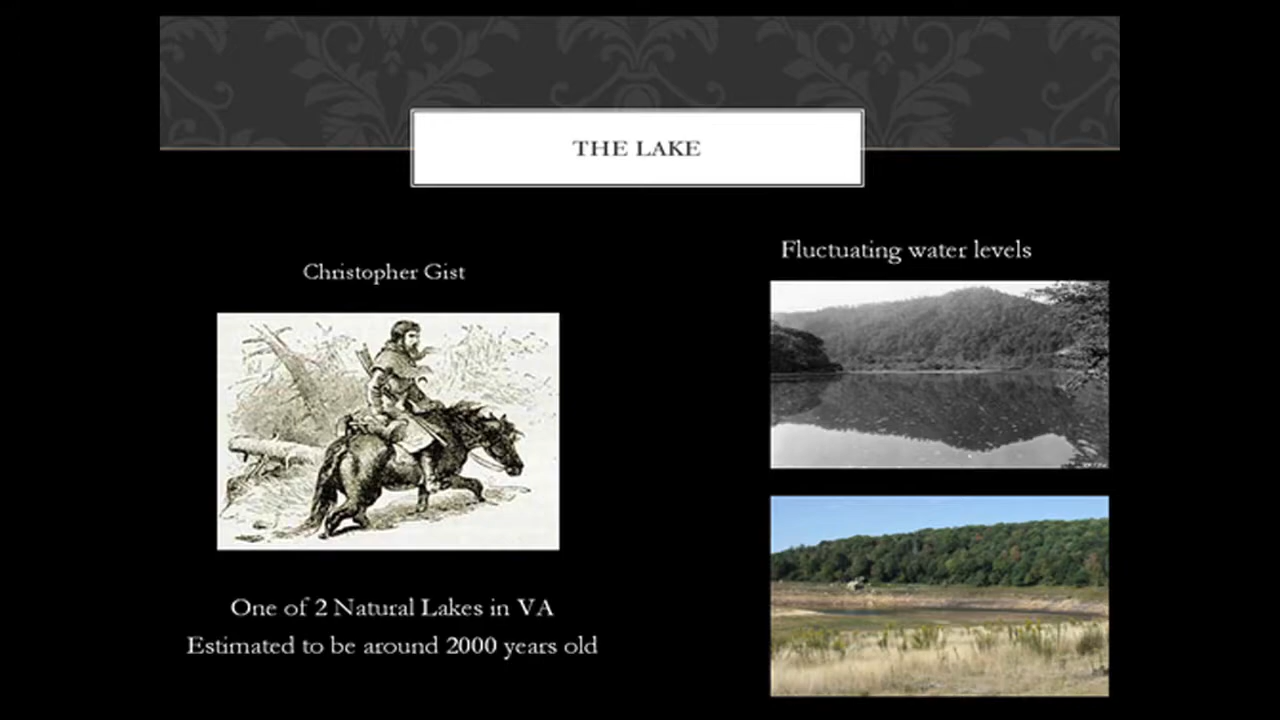 THE LAKE
Christopher Gist
Fluctuating water levels
One of 2 Natural Lakes in VA
Estimated to be around 2000 years old